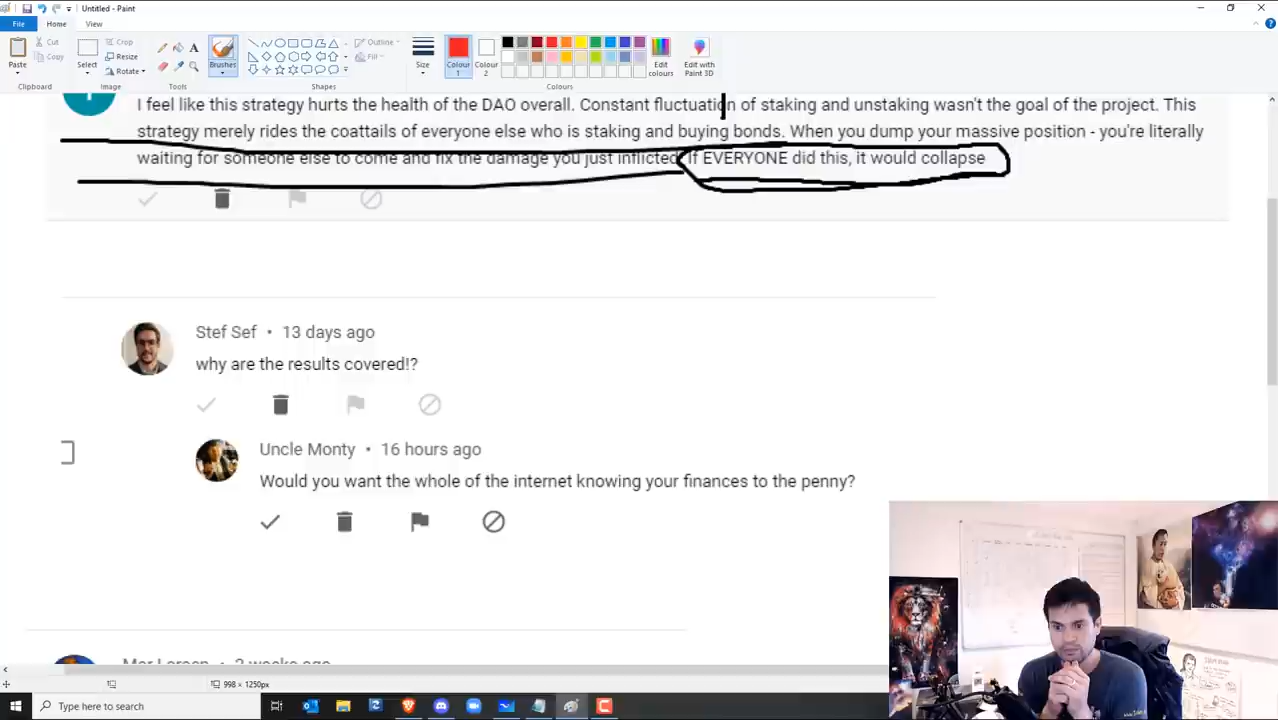 Untitled - Paint
File
Home
View
Paste
Cut
Copy
Clipboard
Select
Crop
Resize
Rotate
Image
A
Tools
Brushes
Outline
Fill
Shapes
Size
Colour
1
Colour
2
Edit
colours
Edit with
Paint 3D
Colours
I feel like this strategy hurts the health of the DAO overall. Constant fluctuation of staking and unstaking wasn't the goal of the project. This
strategy merely rides the coattails of everyone else who is staking and buying bonds. When you dump your massive position - you're literally
waiting for someone else to come and fix the damage you just inflicted. If EVERYONE did this, it would collapse
Stef Sef • 13 days ago
why are the results covered!?
Uncle Monty • 16 hours ago
Would you want the whole of the internet knowing your finances to the penny?
2 weeks ago
998 × 1250px
Type here to search